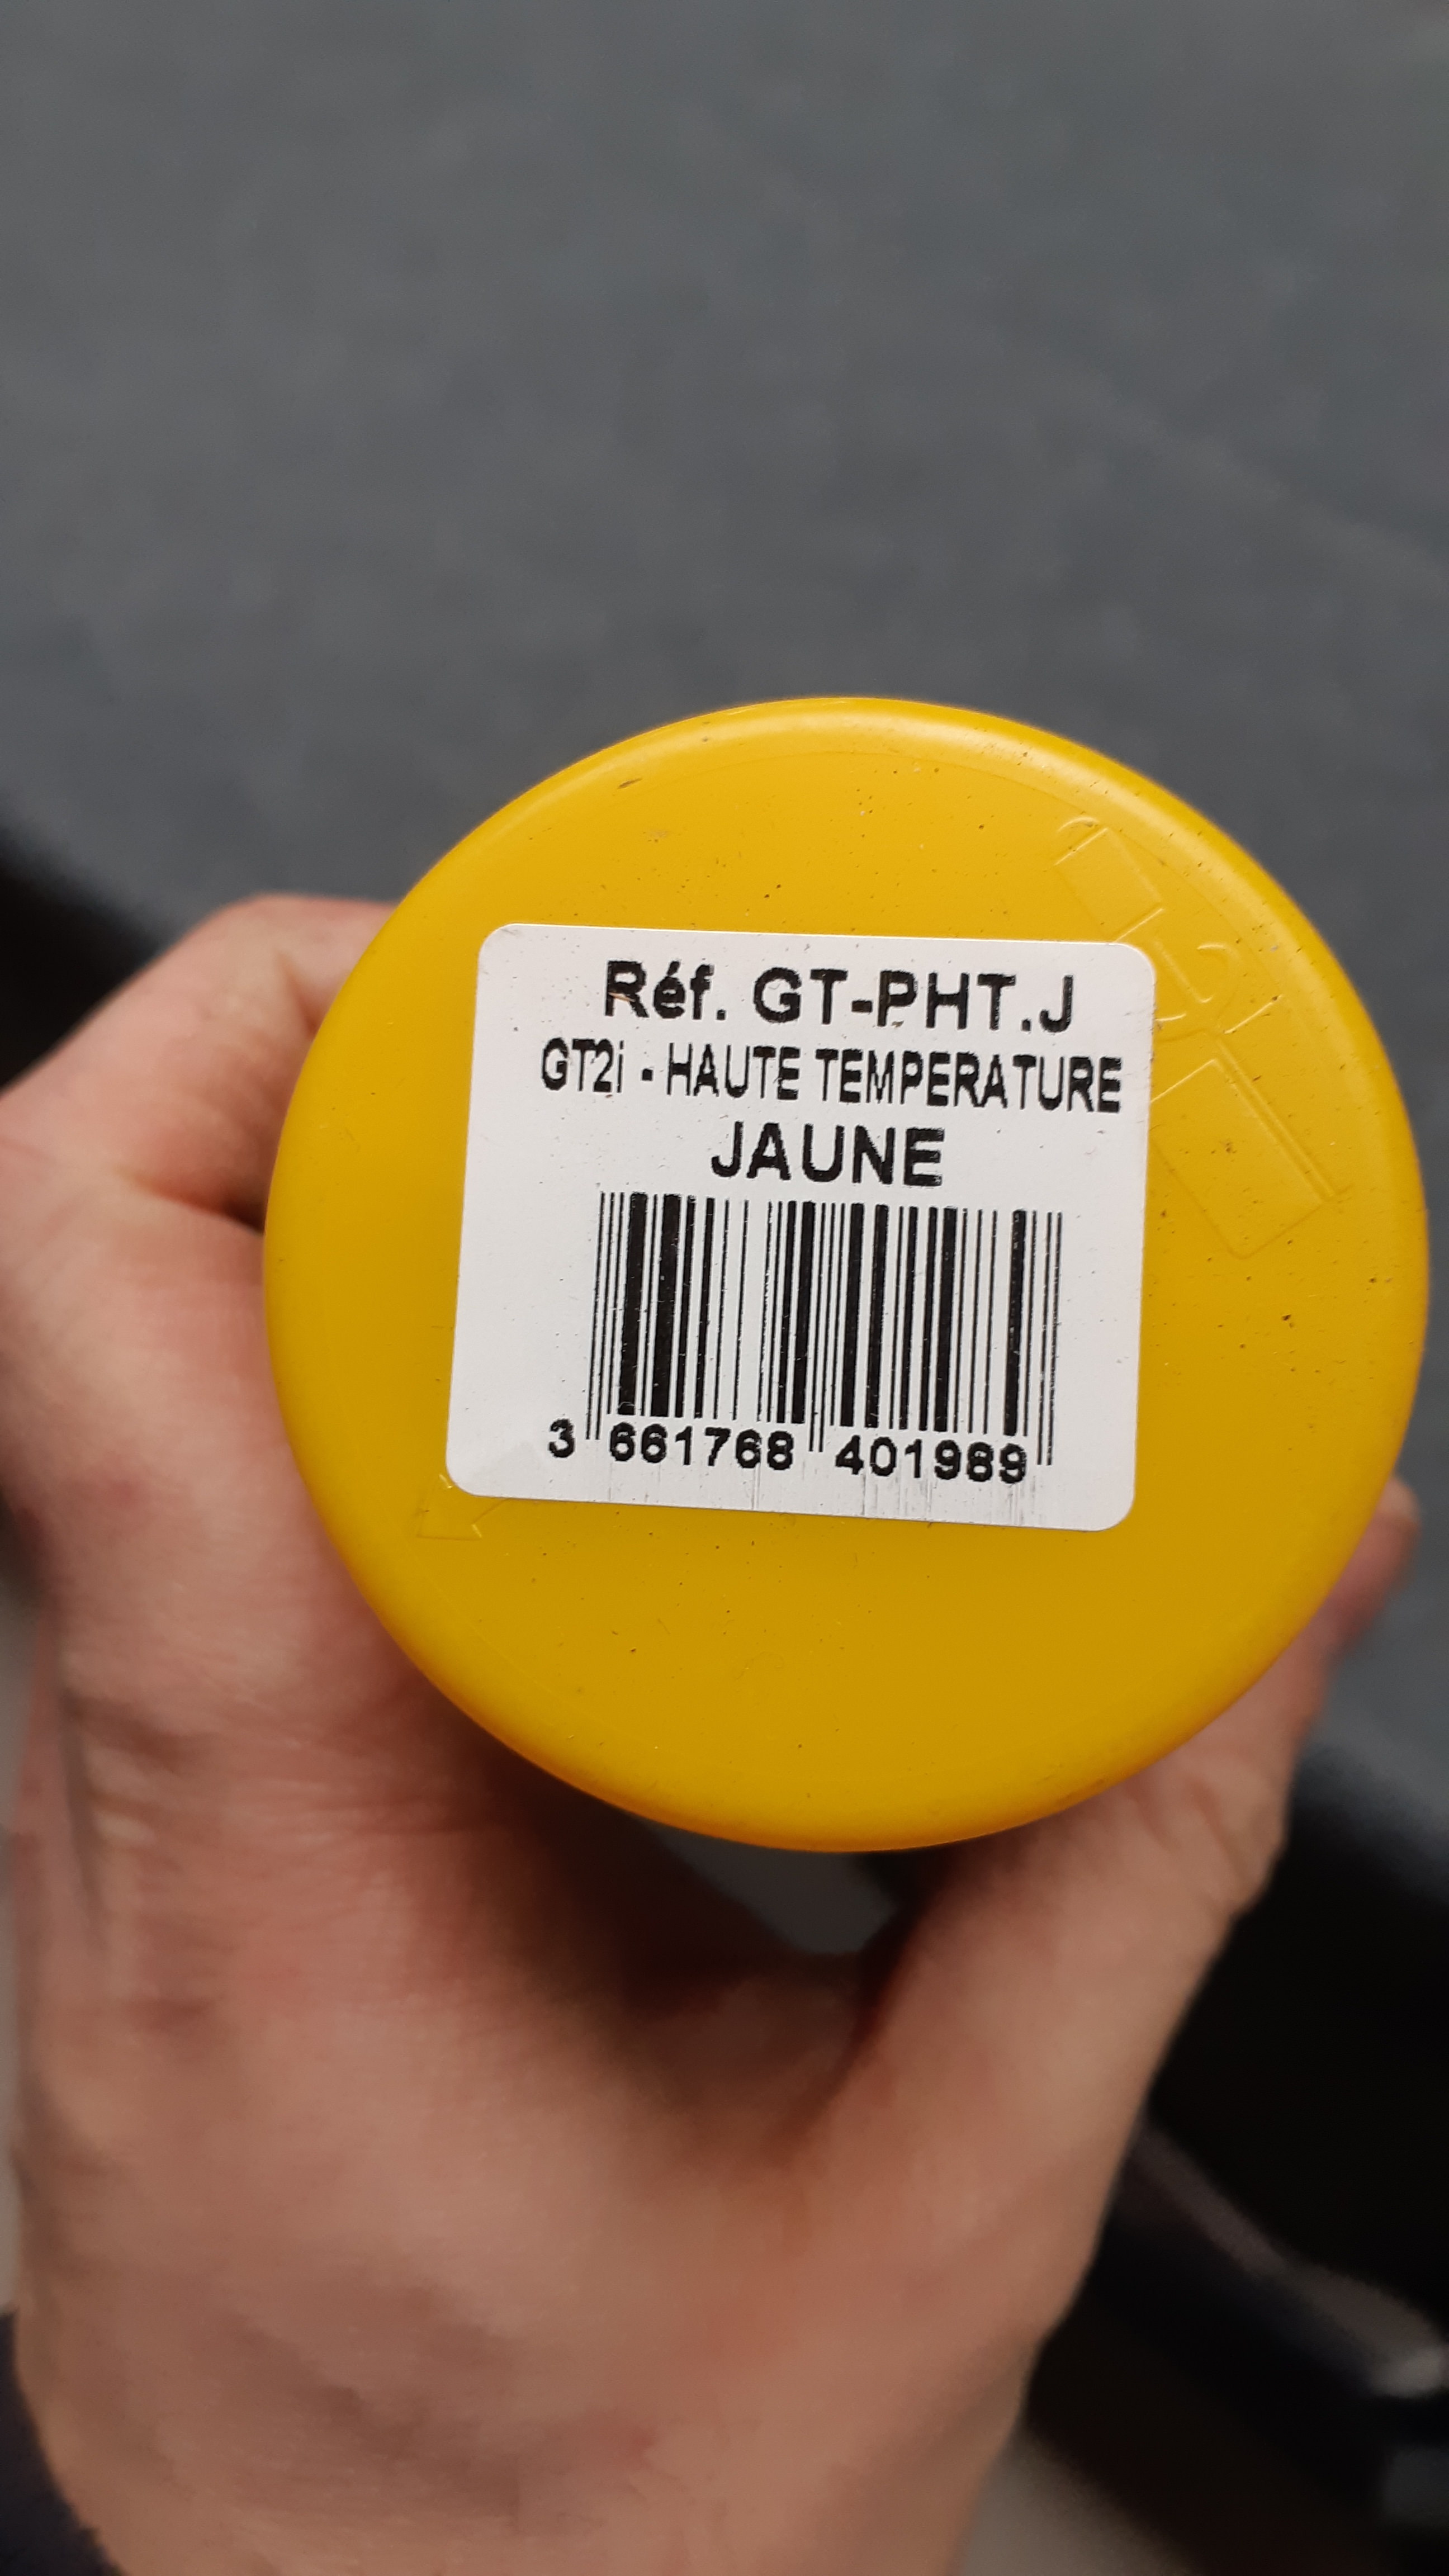 Réf. GT-PHT.J
GT2i - HAUTE TEMPERATURE
JAUNE
3 661768 401989